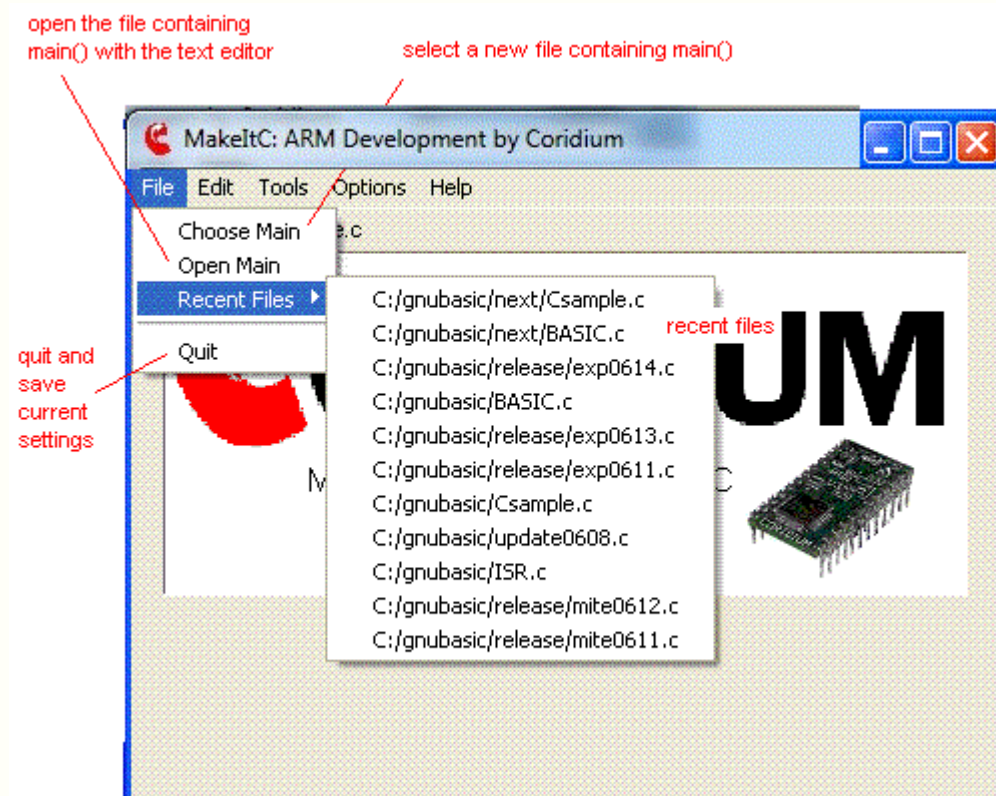 open the file containing
main() with the text editor
select a new file containing main()
MakeItC: ARM Development by Coridium
File Edit Tools Options Help
Choose Main
e.c
Open Main
Recent Files
Quit
C:/gnubasic/next/Csample.c
C:/gnubasic/next/BASIC.c
C:/gnubasic/release/exp0614.c
C:/gnubasic/BASIC.c
C:/gnubasic/release/exp0613.c
C:/gnubasic/release/exp0611.c
C:/gnubasic/Csample.c
C:/gnubasic/update0608.c
C:/gnubasic/ISR.c
C:/gnubasic/release/mite0612.c
C:/gnubasic/release/mite0611.c
recent files
quit and
save
current
settings
UM
M
C